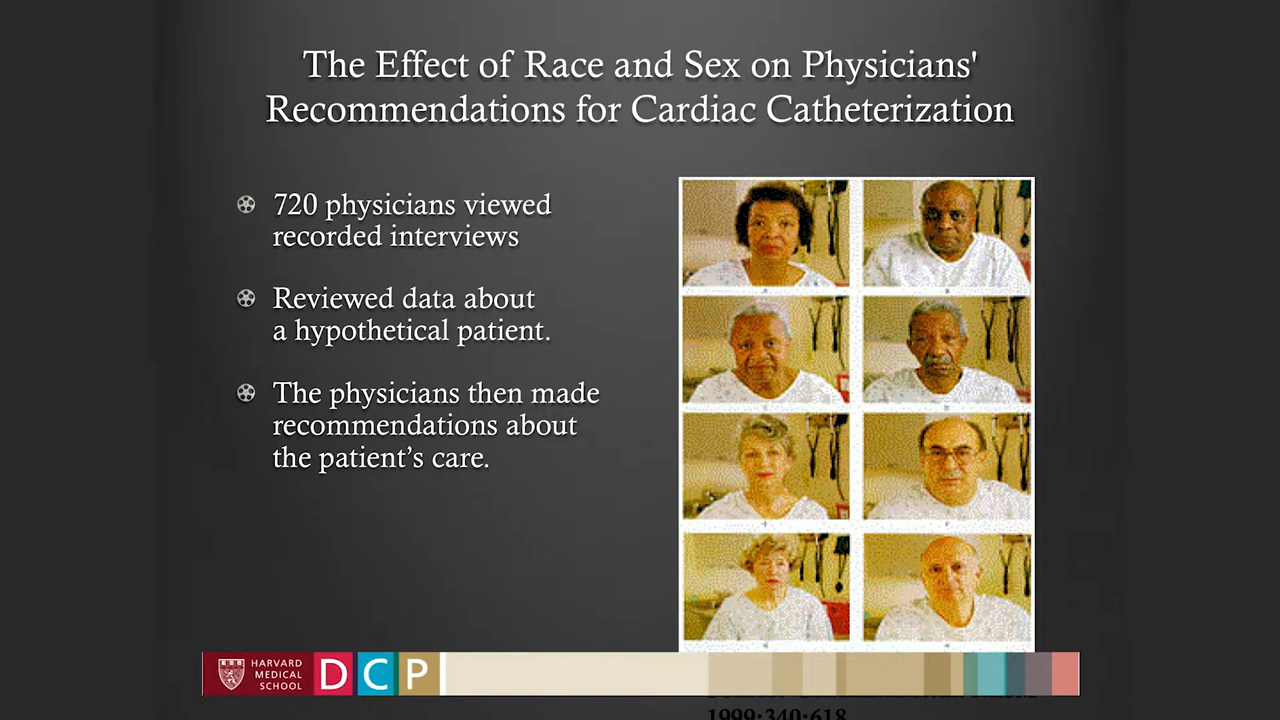 The Effect of Race and Sex on Physicians'
Recommendations for Cardiac Catheterization
720 physicians viewed
recorded interviews
Reviewed data about
a hypothetical patient.
The physicians then made
recommendations about
the patient’s care.
HARVARD
MEDICAL
SCHOOL
DCP
1999;340:618